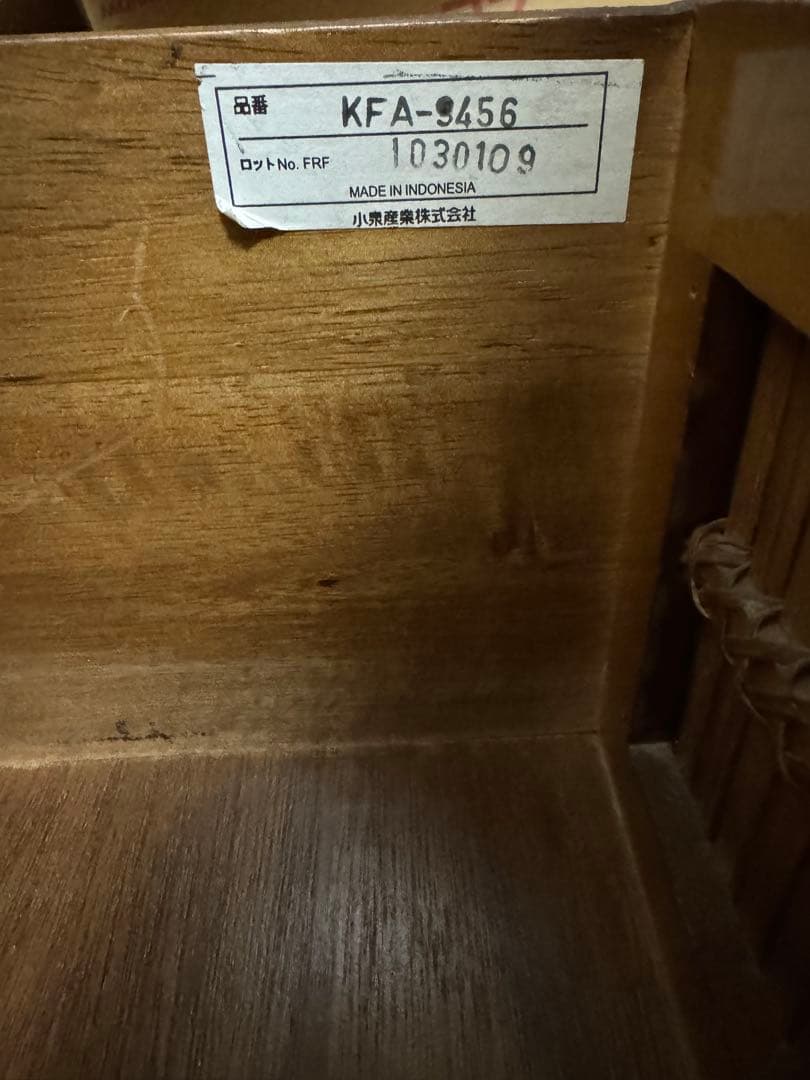 品番 KFA-9456
ロットNo. FRF 1030109
MADE IN INDONESIA
小泉産業株式会社